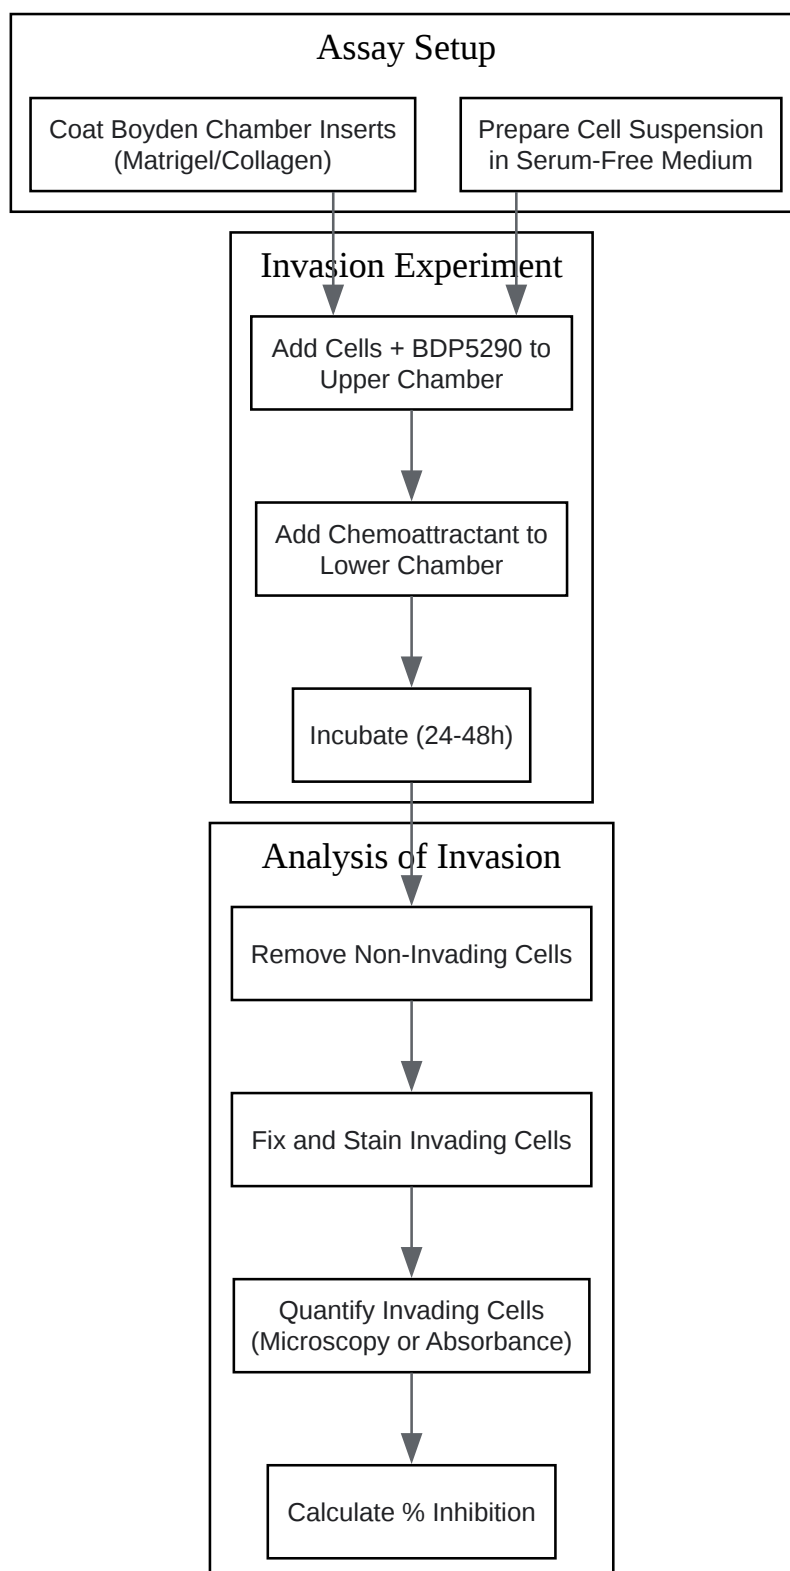 Assay Setup
Coat Boyden Chamber Inserts
(Matrigel/Collagen)
Prepare Cell Suspension
in Serum-Free Medium
Invasion Experiment
Add Cells + BDP5290 to
Upper Chamber
Add Chemoattractant to
Lower Chamber
Incubate (24-48h)
Analysis of Invasion
Remove Non-Invading Cells
Fix and Stain Invading Cells
Quantify Invading Cells
(Microscopy or Absorbance)
Calculate % Inhibition